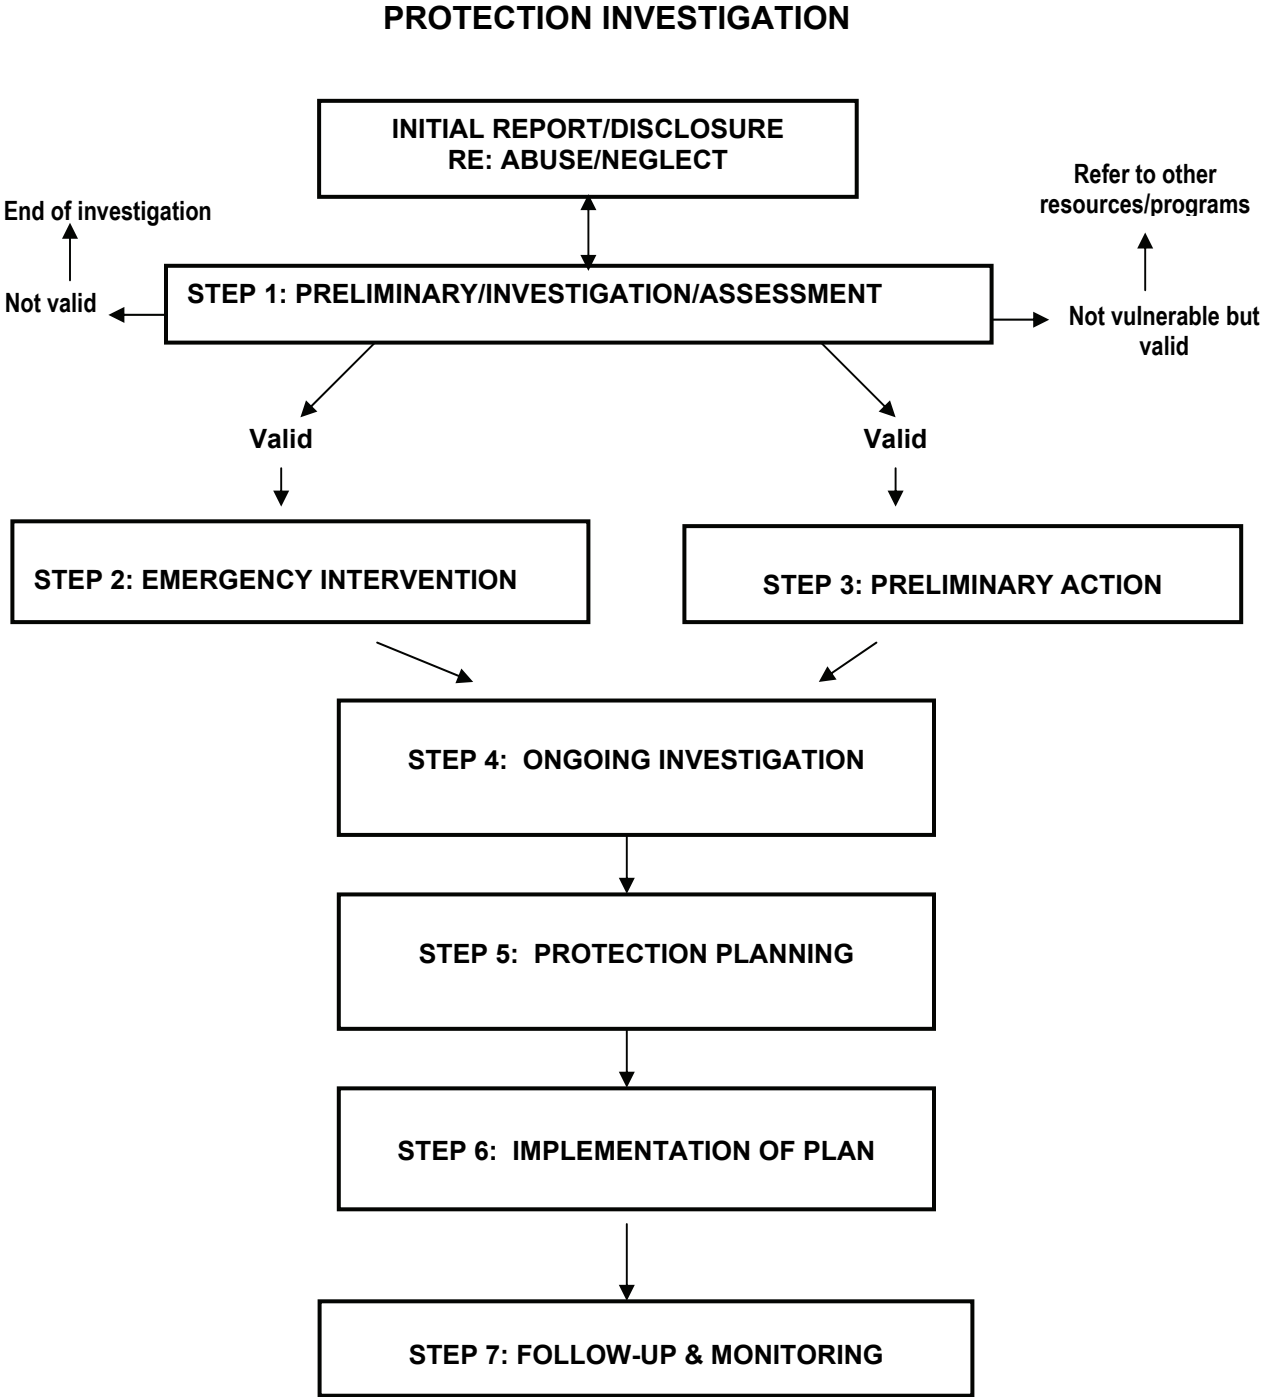 PROTECTION INVESTIGATION
INITIAL REPORT/DISCLOSURE
RE: ABUSE/NEGLECT
Refer to other
resources/programs
End of investigation
STEP 1: PRELIMINARY/INVESTIGATION/ASSESSMENT
Not valid
Not vulnerable but
valid
Valid
Valid
STEP 2: EMERGENCY INTERVENTION
STEP 3: PRELIMINARY ACTION
STEP 4:  ONGOING INVESTIGATION
STEP 5:  PROTECTION PLANNING
STEP 6:  IMPLEMENTATION OF PLAN
STEP 7: FOLLOW-UP & MONITORING